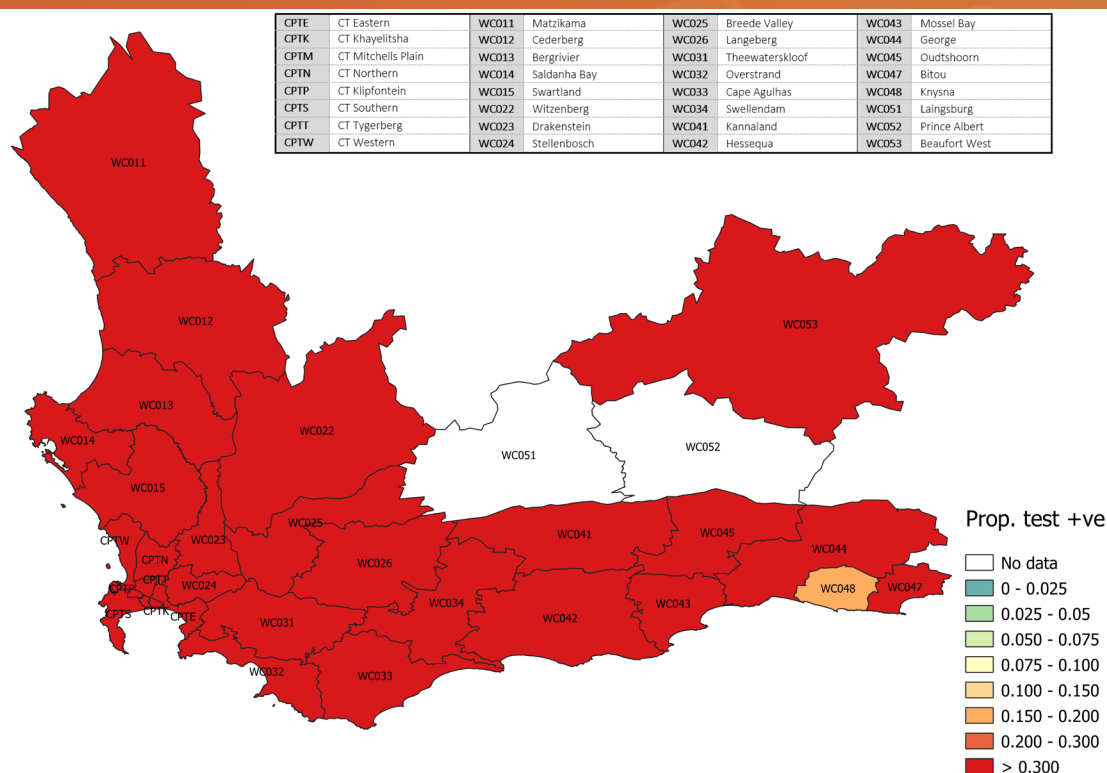 CPTE CT Eastern WC011 Matzikama WC025 Breede Valley WC043 Mossel Bay
CPTK CT Khayelitsha WC012 Cederberg WC026 Langeberg WC044 George
CPTM CT Mitchells Plain WC013 Bergrivier WC031 Theewaterskloof WC045 Oudtshoorn
CPTN CT Northern WC014 Saldanha Bay WC032 Overstrand WC047 Bitou
CPTP CT Klipfontein WC015 Swartland WC033 Cape Agulhas WC048 Knysna
CPTS CT Southern WC022 Witzenberg WC034 Swellendam WC051 Laingsburg
CPTT CT Tygerberg WC023 Drakenstein WC041 Kannaland WC052 Prince Albert
CPTW CT Western WC024 Stellenbosch WC042 Hessequa WC053 Beaufort West
WC011
WC012
WC053
WC013
WC022
WC014
WC052
WC051
WC015
WC025
CPTW
WC023
WC041
WC045
WC044
CPTN
WC026
CPTT
WC024
CPTP
WC048
WC047
WC034
WC043
CPTS
CPTK
CPTE
WC031
WC042
WC032
WC033
Prop. test +ve
No data
0 - 0.025
0.025 - 0.05
0.050 - 0.075
0.075 - 0.100
0.100 - 0.150
0.150 - 0.200
0.200 - 0.300
> 0.300